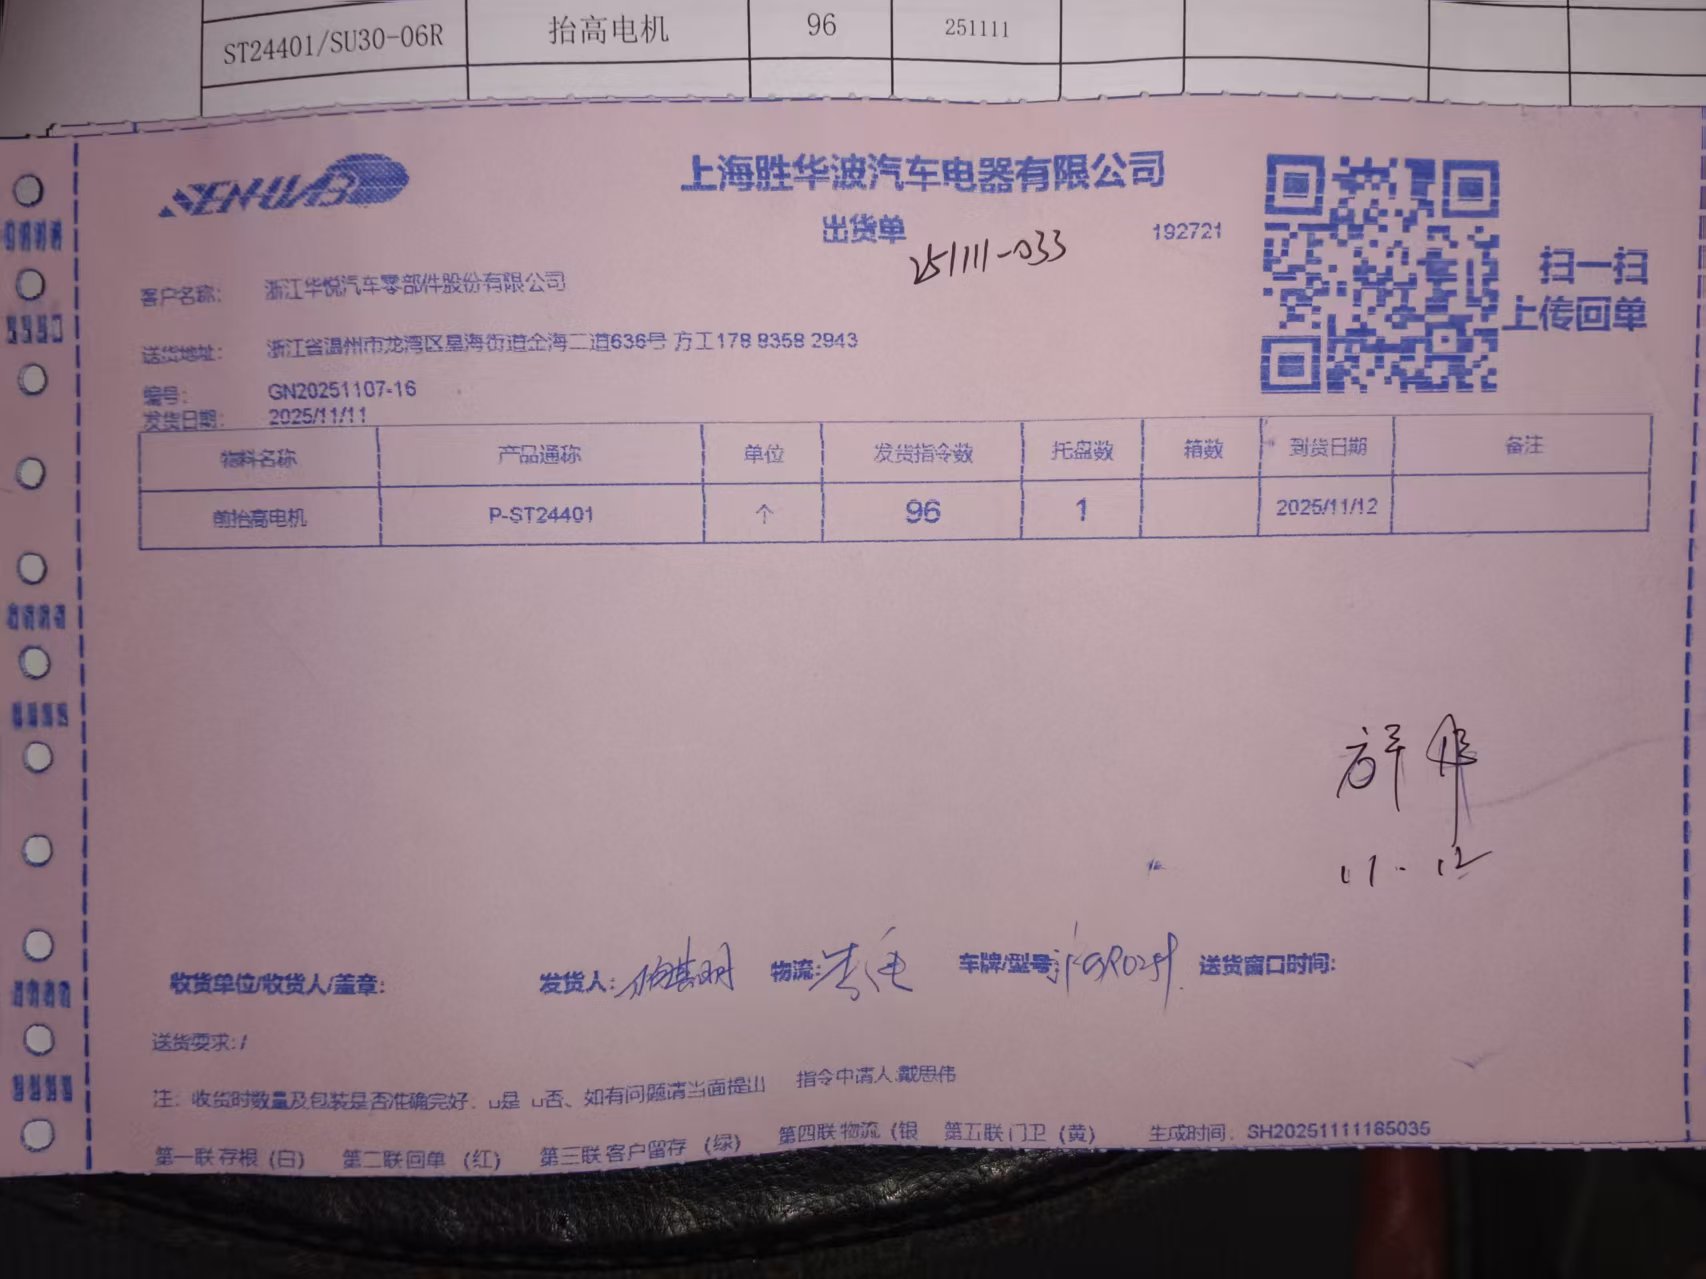 ST24401/SU30-06R 抬高电机 96 251111
SENHUAB
上海胜华波汽车电器有限公司
出货单 192721
251111-033
扫一扫
上传回单
客户名称: 浙江华悦汽车零部件股份有限公司
送货地址: 浙江省温州市龙湾区星海街道金海二道636号 方工178 8358 2943
编号: GN20251107-16
发货日期: 2025/11/11
物料名称 产品通称 单位 发货指令数 托盘数 箱数 到货日期 备注
前抬高电机 P-ST24401 个 96 1 2025/11/12
11-12
收货单位/收货人/盖章: 发货人: 物流: 车牌/型号: 送货窗口时间:
送货要求:/
注: 收货时数量及包装是否准确完好. u是 u否、如有问题请当面提出 指令申请人:戴思伟
第一联 存根 (白) 第二联 回单 (红) 第三联 客户留存 (绿) 第四联 物流 (银 第五联 门卫 (黄) 生成时间: SH20251111165035